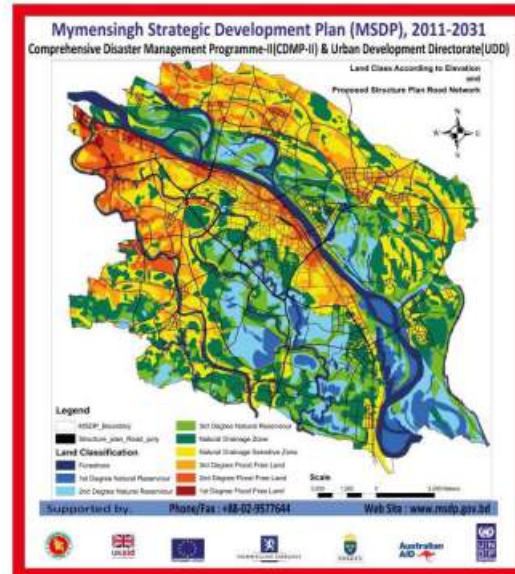 Mymensingh Strategic Development Plan (MSDP), 2011-2031
Comprehensive Disaster Management Programme-II(CDMP-II) & Urban Development Directorate(UDD)
Land Class According to Elevation
and
Proposed Structure Plan Road Network
N
W E
S
Legend
MSDP_Boundary
Structure_plan_Road_poly
Land Classification
Foreshore
1st Degree Natural Reservour
2nd Degree Natural Reservour
3rd Degree Natural Reservour
Natural Drainage Zone
Natural Drainage Sensitive Zone
3rd Degree Flood Free Land
2nd Degree Flood Free Land
1st Degree Flood Free Land
Scale
Supported by. Phone/Fax : +88-02-9577644 Web Site : www.msdp.gov.bd
UKaid
Australian
AID
U N
D P